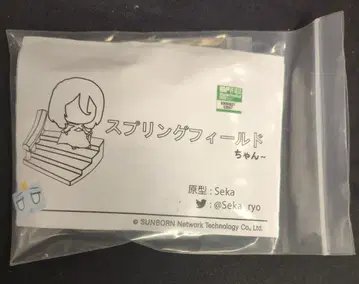 スプリングフィールド
ちゃん~
原型 : Seka
: @Seka_ryo
© SUNBORN Network Technology Co., Ltd.